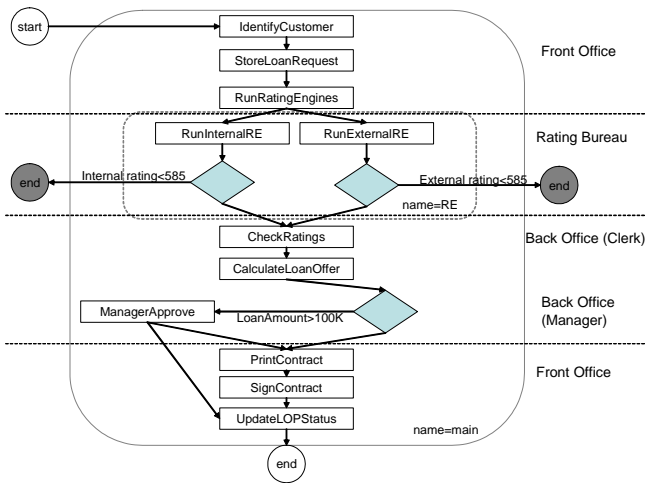 start
IdentifyCustomer
StoreLoanRequest
Front Office
RunRatingEngines
RunInternalRE
RunExternalRE
Rating Bureau
end
Internal rating<585
External rating<585
end
name=RE
CheckRatings
Back Office (Clerk)
CalculateLoanOffer
ManagerApprove
LoanAmount>100K
Back Office
(Manager)
PrintContract
Front Office
SignContract
UpdateLOPStatus
name=main
end